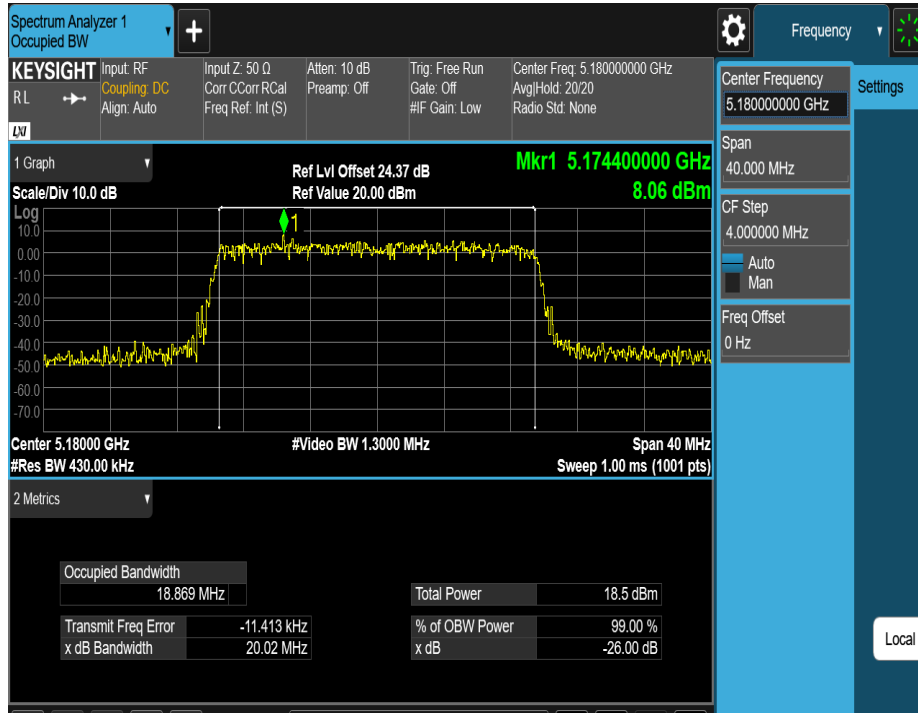 Spectrum Analyzer 1
Occupied BW
+
Frequency
KEYSIGHT
R L
LXI
Input: RF
Coupling: DC
Align: Auto
Input Z: 50 Ω
Corr CCorr RCal
Freq Ref: Int (S)
Atten: 10 dB
Preamp: Off
Trig: Free Run
Gate: Off
#IF Gain: Low
Center Freq: 5.180000000 GHz
Avg|Hold: 20/20
Radio Std: None
Center Frequency
5.180000000 GHz
Settings
Span
40.000 MHz
CF Step
4.000000 MHz
Auto
Man
Freq Offset
0 Hz
Local
1 Graph
Scale/Div 10.0 dB
Ref Lvl Offset 24.37 dB
Ref Value 20.00 dBm
Mkr1 5.174400000 GHz
8.06 dBm
Log
10.0
0.00
-10.0
-20.0
-30.0
-40.0
-50.0
-60.0
-70.0
1
Center 5.18000 GHz
#Video BW 1.3000 MHz
Span 40 MHz
#Res BW 430.00 kHz
Sweep 1.00 ms (1001 pts)
2 Metrics
Occupied Bandwidth
18.869 MHz
Total Power 18.5 dBm
Transmit Freq Error -11.413 kHz
% of OBW Power 99.00 %
x dB Bandwidth 20.02 MHz
x dB -26.00 dB